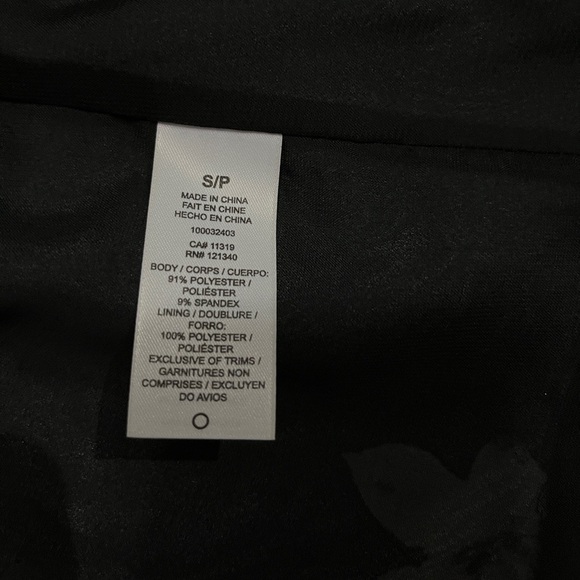 S/P
MADE IN CHINA
FAIT EN CHINE
HECHO EN CHINA
100032403
CA# 11319
RN# 121340
BODY / CORPS / CUERPO:
91% POLYESTER /
POLIÉSTER
9% SPANDEX
LINING / DOUBLURE /
FORRO:
100% POLYESTER /
POLIÉSTER
EXCLUSIVE OF TRIMS /
GARNITURES NON
COMPRISES / EXCLUYEN
DO AVIOS